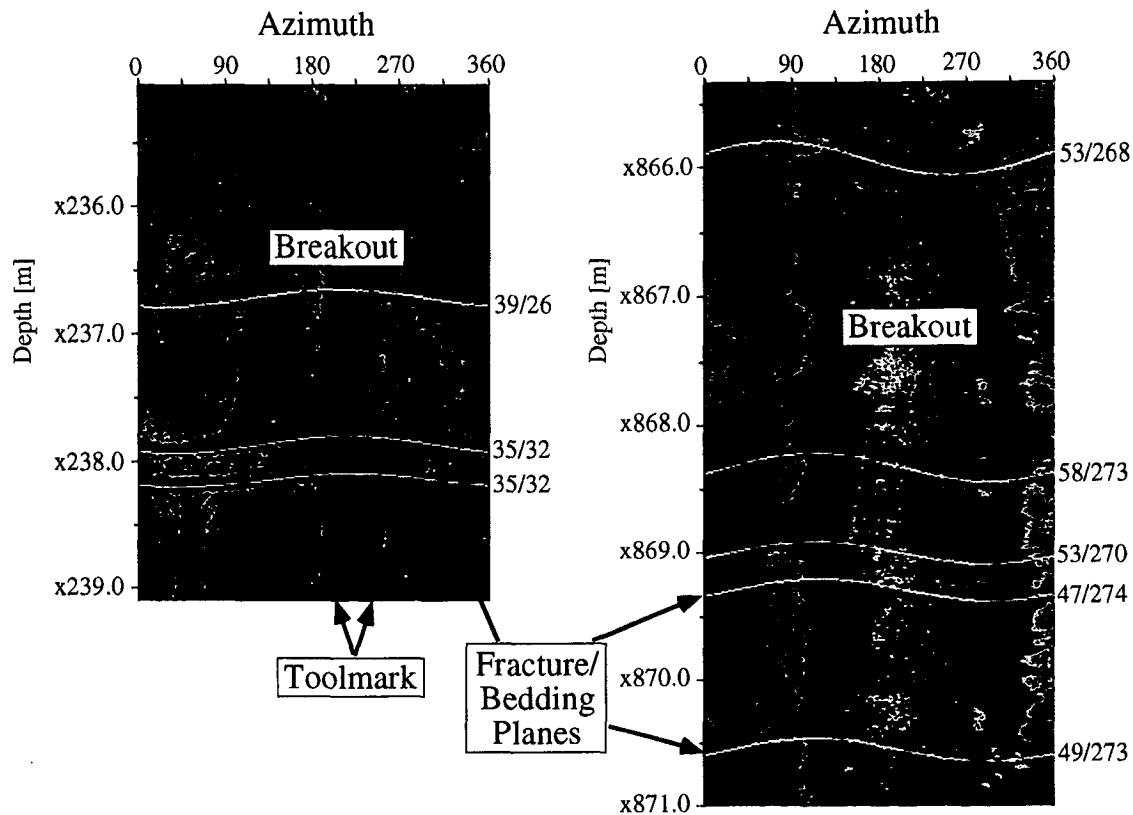 Azimuth
0 90 180 270 360
Depth [m]
x236.0
x237.0
x238.0
x239.0
Breakout
39/26
35/32
35/32
Toolmark
Fracture/
Bedding
Planes
Azimuth
0 90 180 270 360
Depth [m]
x866.0
x867.0
x868.0
x869.0
x870.0
x871.0
Breakout
53/268
58/273
53/270
47/274
49/273